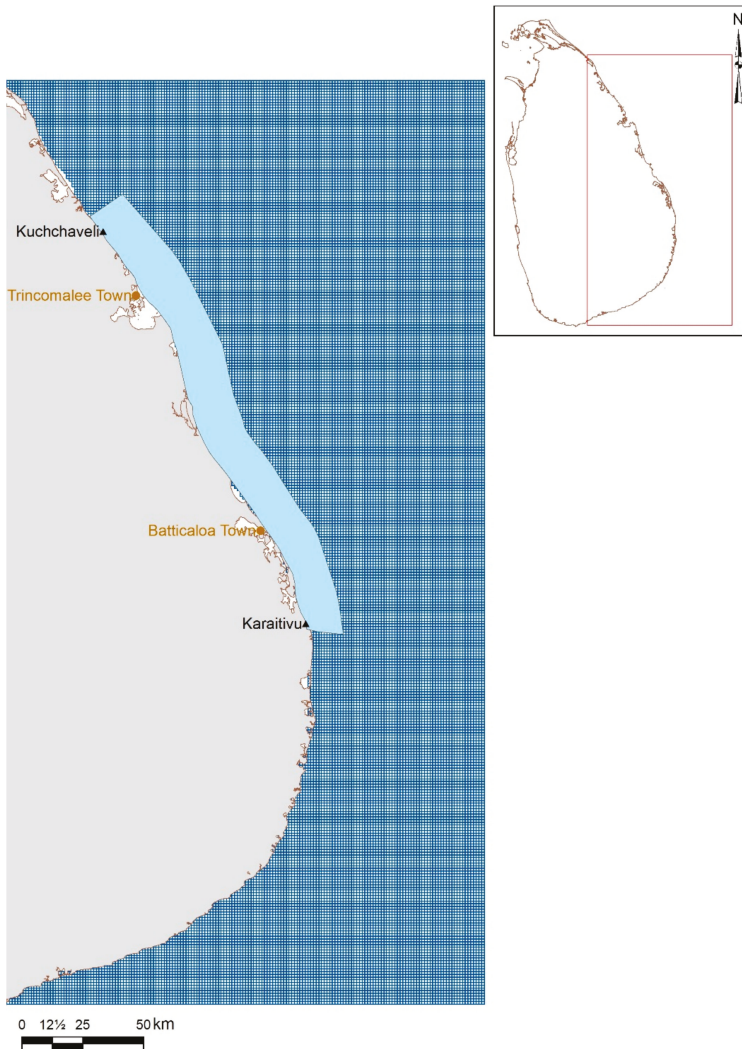 N
Kuchchaveli
Trincomalee Town
Batticaloa Town
Karaitivu
0 12½ 25 50 km